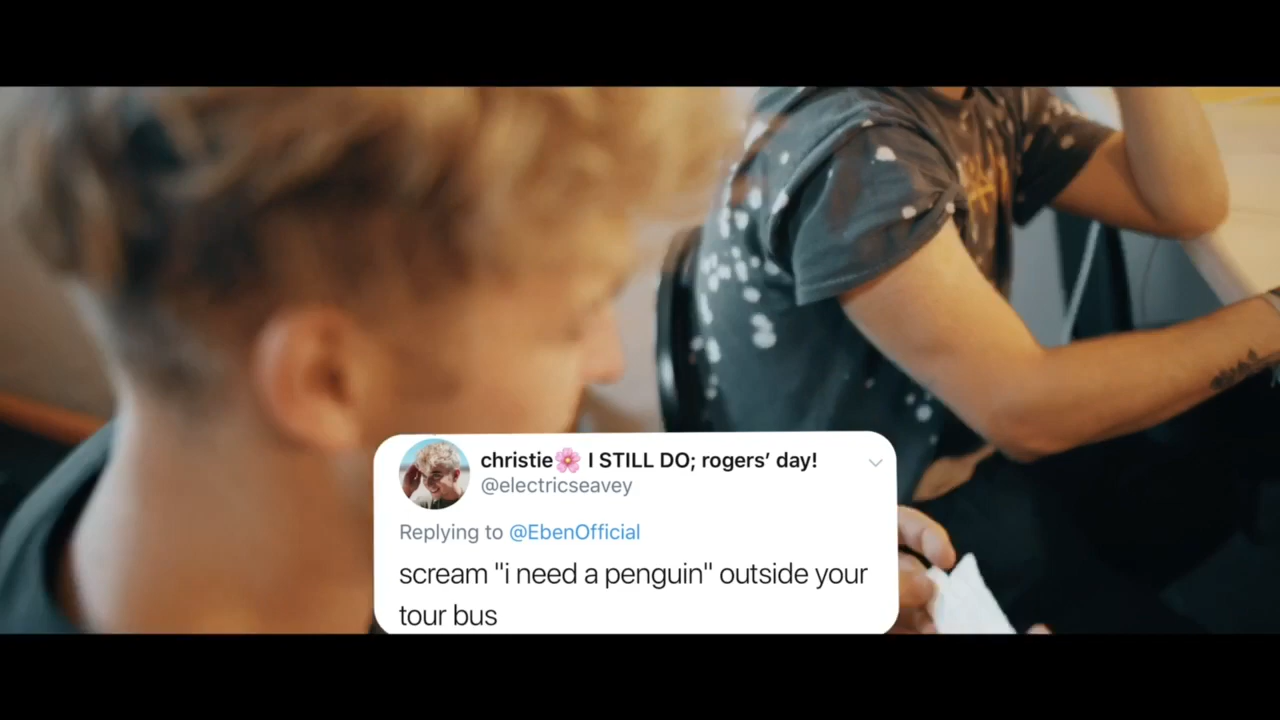 christie🌸 I STILL DO; rogers’ day!
@electricseavey
Replying to @EbenOfficial
scream "i need a penguin" outside your
tour bus